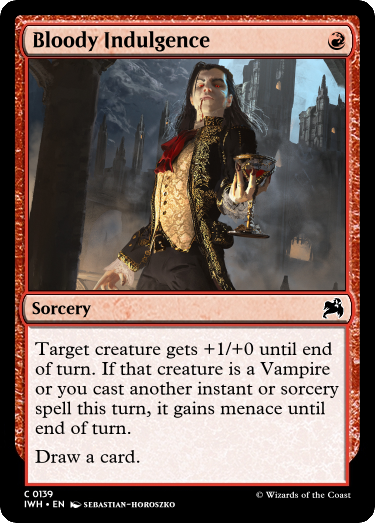 Bloody Indulgence
Sorcery
Target creature gets +1/+0 until end
of turn. If that creature is a Vampire
or you cast another instant or sorcery
spell this turn, it gains menace until
end of turn.
Draw a card.
C 0139
IWH • EN SEBASTIAN-HOROSZKO
© Wizards of the Coast